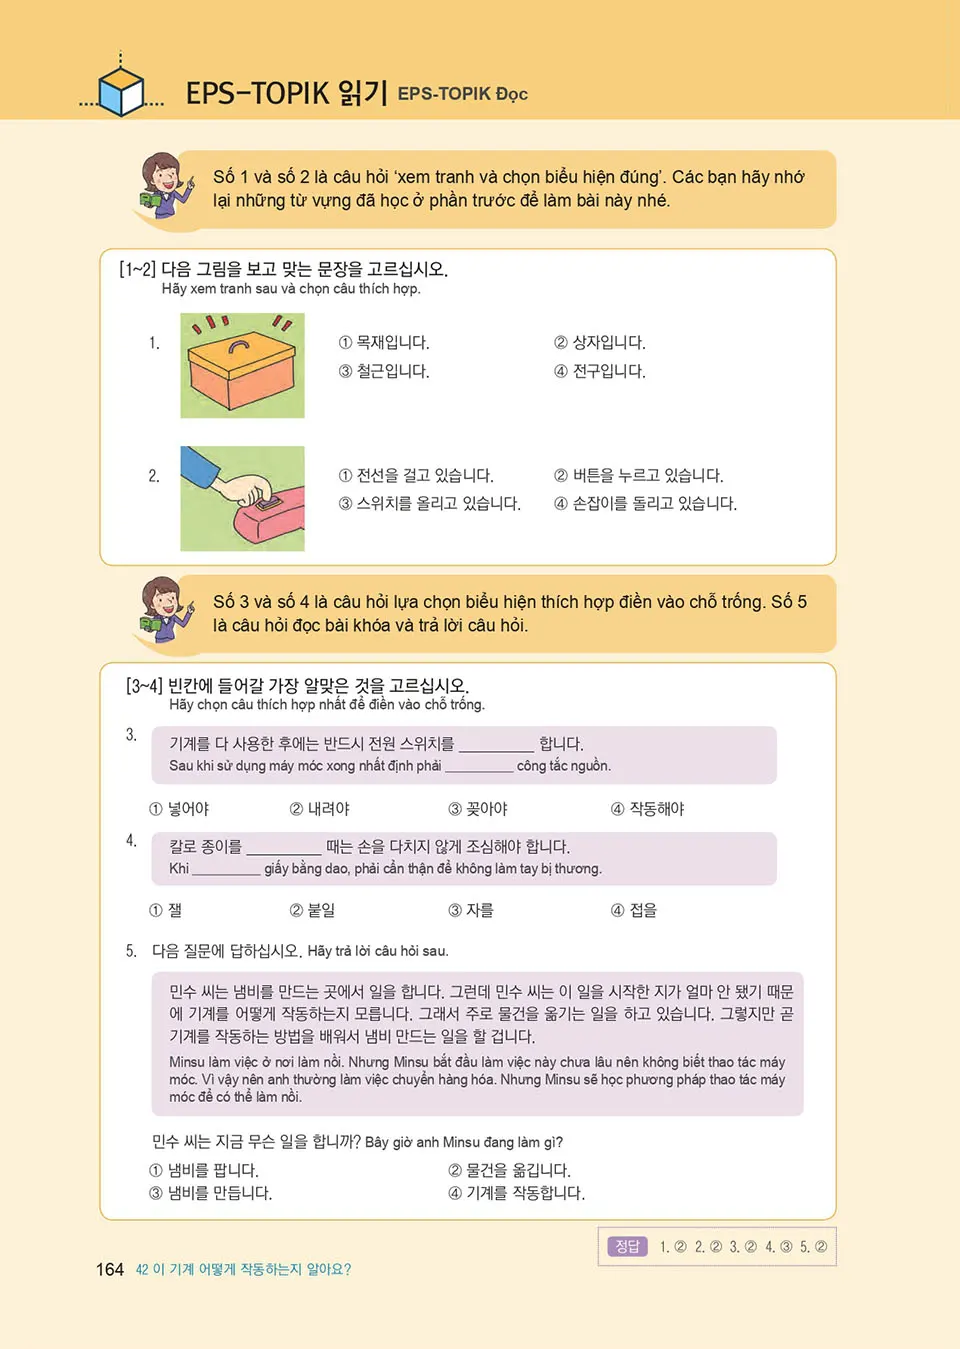 EPS-TOPIK 읽기 EPS-TOPIK Đọc
Số 1 và số 2 là câu hỏi ‘xem tranh và chọn biểu hiện đúng’. Các bạn hãy nhớ
lại những từ vựng đã học ở phần trước để làm bài này nhé.
[1~2] 다음 그림을 보고 맞는 문장을 고르십시오.
Hãy xem tranh sau và chọn câu thích hợp.
1. ① 목재입니다. ② 상자입니다.
③ 철근입니다. ④ 전구입니다.
2. ① 전선을 걸고 있습니다. ② 버튼을 누르고 있습니다.
③ 스위치를 올리고 있습니다. ④ 손잡이를 돌리고 있습니다.
Số 3 và số 4 là câu hỏi lựa chọn biểu hiện thích hợp điền vào chỗ trống. Số 5
là câu hỏi đọc bài khóa và trả lời câu hỏi.
[3~4] 빈칸에 들어갈 가장 알맞은 것을 고르십시오.
Hãy chọn câu thích hợp nhất để điền vào chỗ trống.
3. 기계를 다 사용한 후에는 반드시 전원 스위치를 _________ 합니다.
Sau khi sử dụng máy móc xong nhất định phải _________ công tắc nguồn.
① 넣어야 ② 내려야 ③ 꽂아야 ④ 작동해야
4. 칼로 종이를 _________ 때는 손을 다치지 않게 조심해야 합니다.
Khi _________ giấy bằng dao, phải cẩn thận để không làm tay bị thương.
① 잴 ② 붙일 ③ 자를 ④ 접을
5. 다음 질문에 답하십시오. Hãy trả lời câu hỏi sau.
민수 씨는 냄비를 만드는 곳에서 일을 합니다. 그런데 민수 씨는 이 일을 시작한 지가 얼마 안 됐기 때문
에 기계를 어떻게 작동하는지 모릅니다. 그래서 주로 물건을 옮기는 일을 하고 있습니다. 그렇지만 곧
기계를 작동하는 방법을 배워서 냄비 만드는 일을 할 겁니다.
Minsu làm việc ở nơi làm nồi. Nhưng Minsu bắt đầu làm việc này chưa lâu nên không biết thao tác máy
móc. Vì vậy nên anh thường làm việc chuyển hàng hóa. Nhưng Minsu sẽ học phương pháp thao tác máy
móc để có thể làm nồi.
민수 씨는 지금 무슨 일을 합니까? Bây giờ anh Minsu đang làm gì?
① 냄비를 팝니다. ② 물건을 옮깁니다.
③ 냄비를 만듭니다. ④ 기계를 작동합니다.
정답 1. ② 2. ② 3. ② 4. ③ 5. ②
164 42 이 기계 어떻게 작동하는지 알아요?